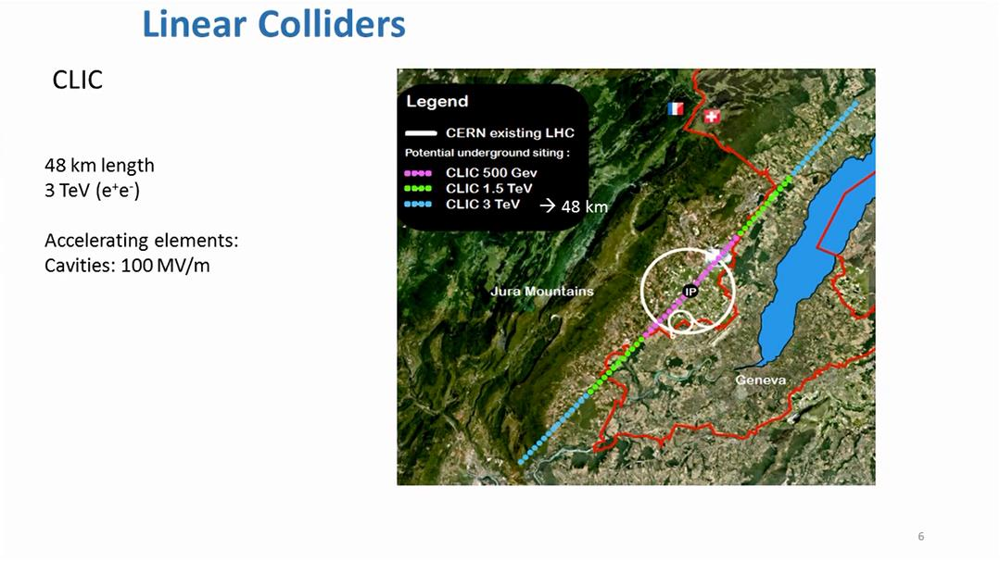 Linear Colliders
CLIC
48 km length
3 TeV (e⁺e⁻)
Accelerating elements:
Cavities: 100 MV/m
Legend
CERN existing LHC
Potential underground siting :
CLIC 500 Gev
CLIC 1.5 TeV
CLIC 3 TeV → 48 km
Jura Mountains
IP
Geneva
6